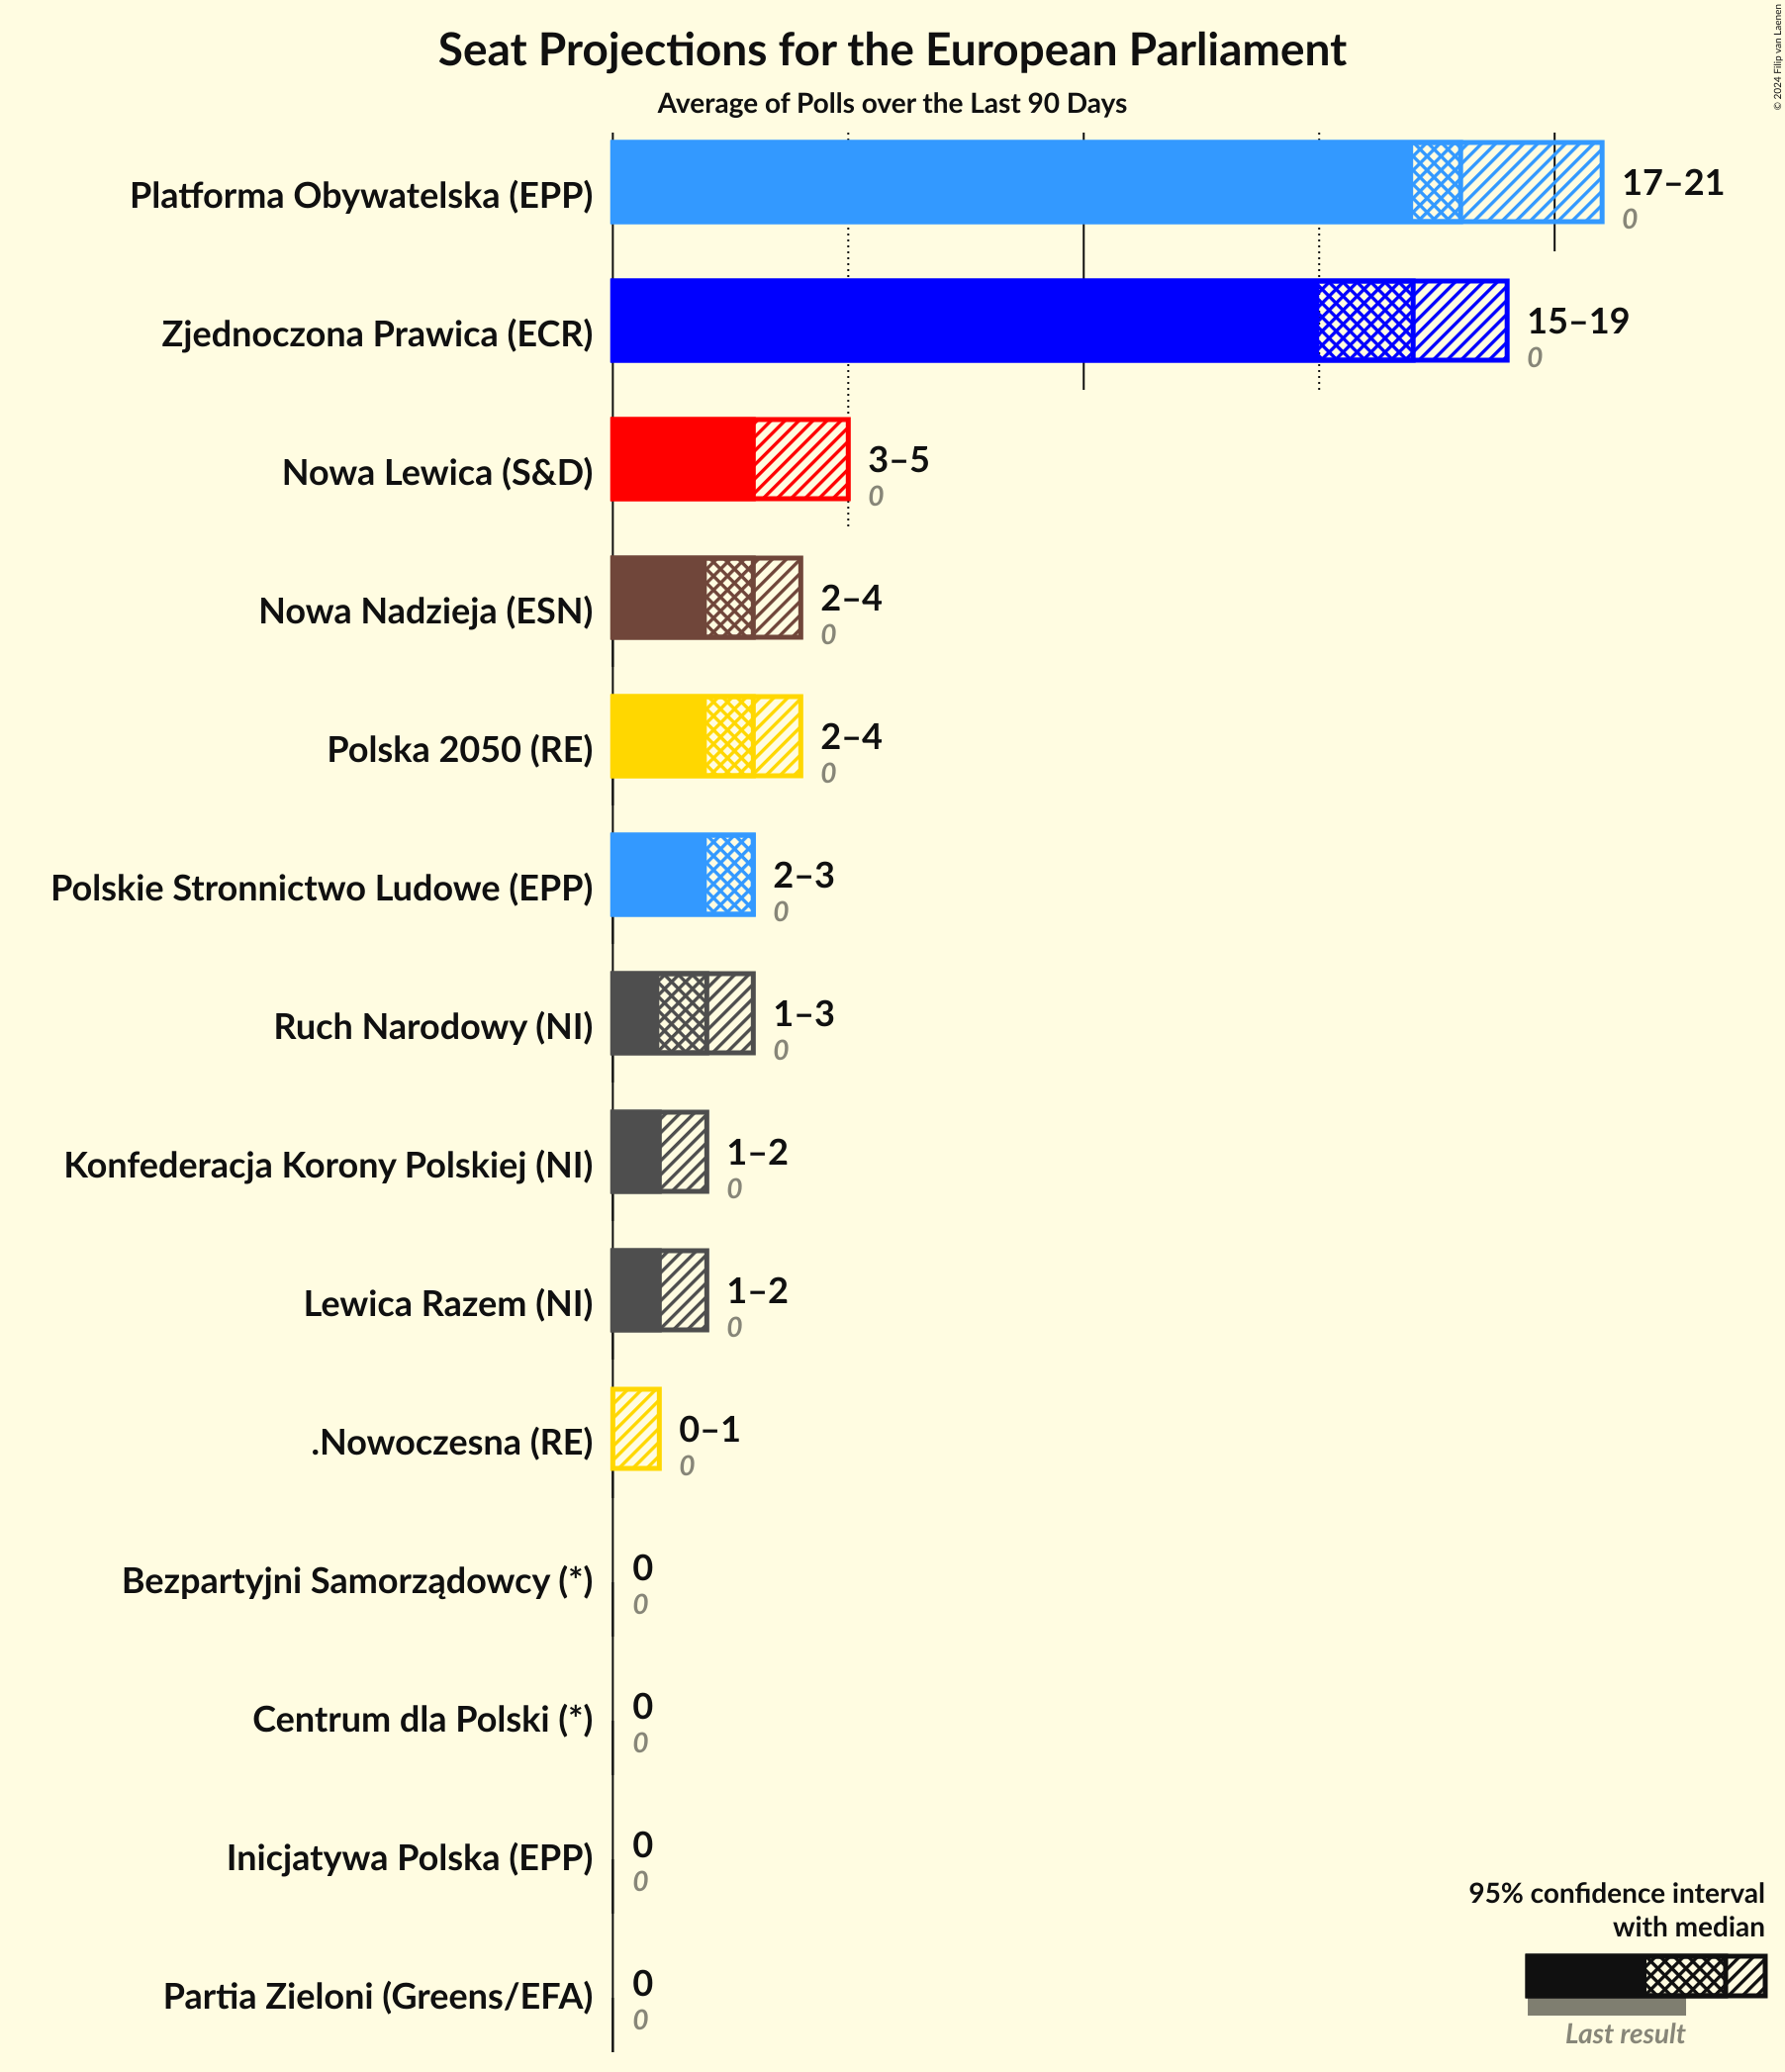 Seat Projections for the European Parliament
Average of Polls over the Last 90 Days
© 2024 Filip van Laenen
Platforma Obywatelska (EPP)
17–21
0
Zjednoczona Prawica (ECR)
15–19
0
Nowa Lewica (S&D)
3–5
0
Nowa Nadzieja (ESN)
2–4
0
Polska 2050 (RE)
2–4
0
Polskie Stronnictwo Ludowe (EPP)
2–3
0
Ruch Narodowy (NI)
1–3
0
Konfederacja Korony Polskiej (NI)
1–2
0
Lewica Razem (NI)
1–2
0
.Nowoczesna (RE)
0–1
0
Bezpartyjni Samorządowcy (*)
0
0
Centrum dla Polski (*)
0
0
Inicjatywa Polska (EPP)
0
0
Partia Zieloni (Greens/EFA)
0
0
95% confidence interval
with median
Last result